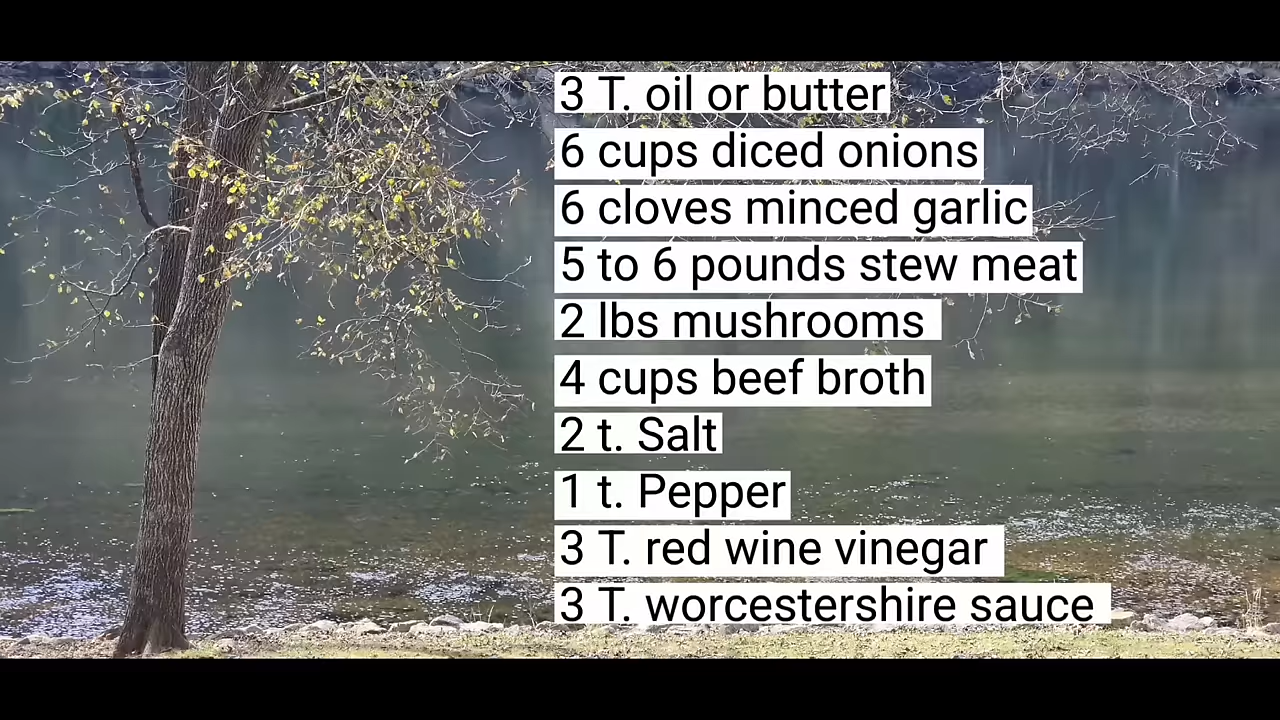 3 T. oil or butter
6 cups diced onions
6 cloves minced garlic
5 to 6 pounds stew meat
2 lbs mushrooms
4 cups beef broth
2 t. Salt
1 t. Pepper
3 T. red wine vinegar
3 T. worcestershire sauce